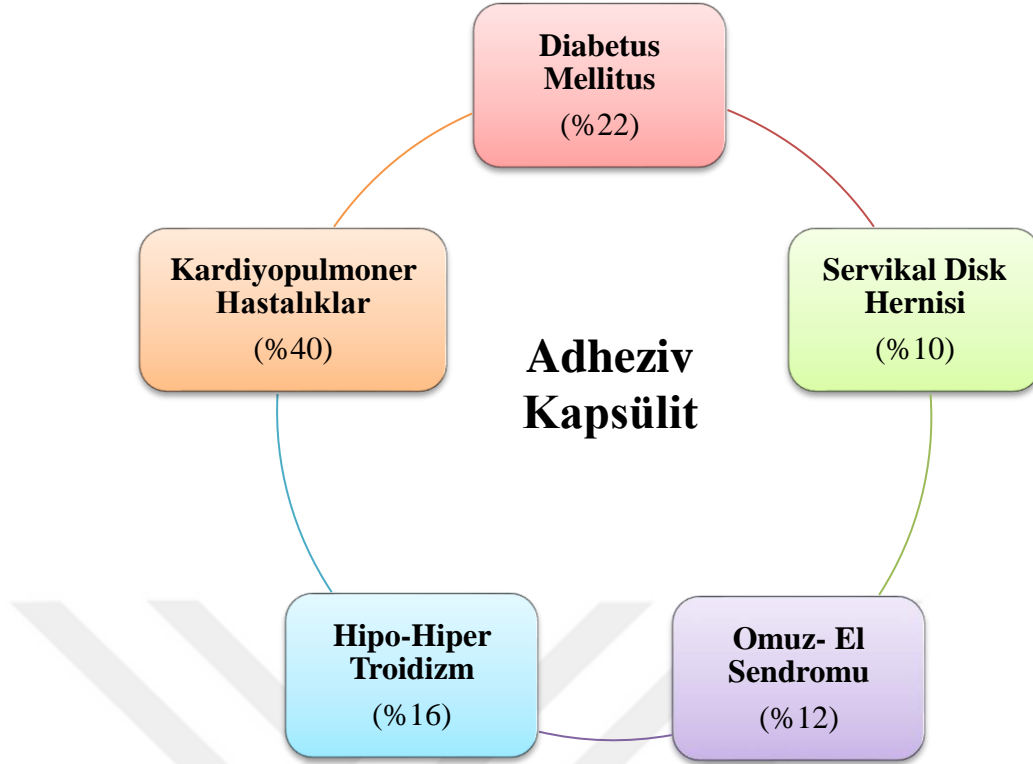 Diabetus
Mellitus
(%22)
Kardiyopulmoner
Hastalıklar
(%40)
Servikal Disk
Hernisi
(%10)
Adheziv
Kapsülit
Hipo-Hiper
Troidizm
(%16)
Omuz- El
Sendromu
(%12)